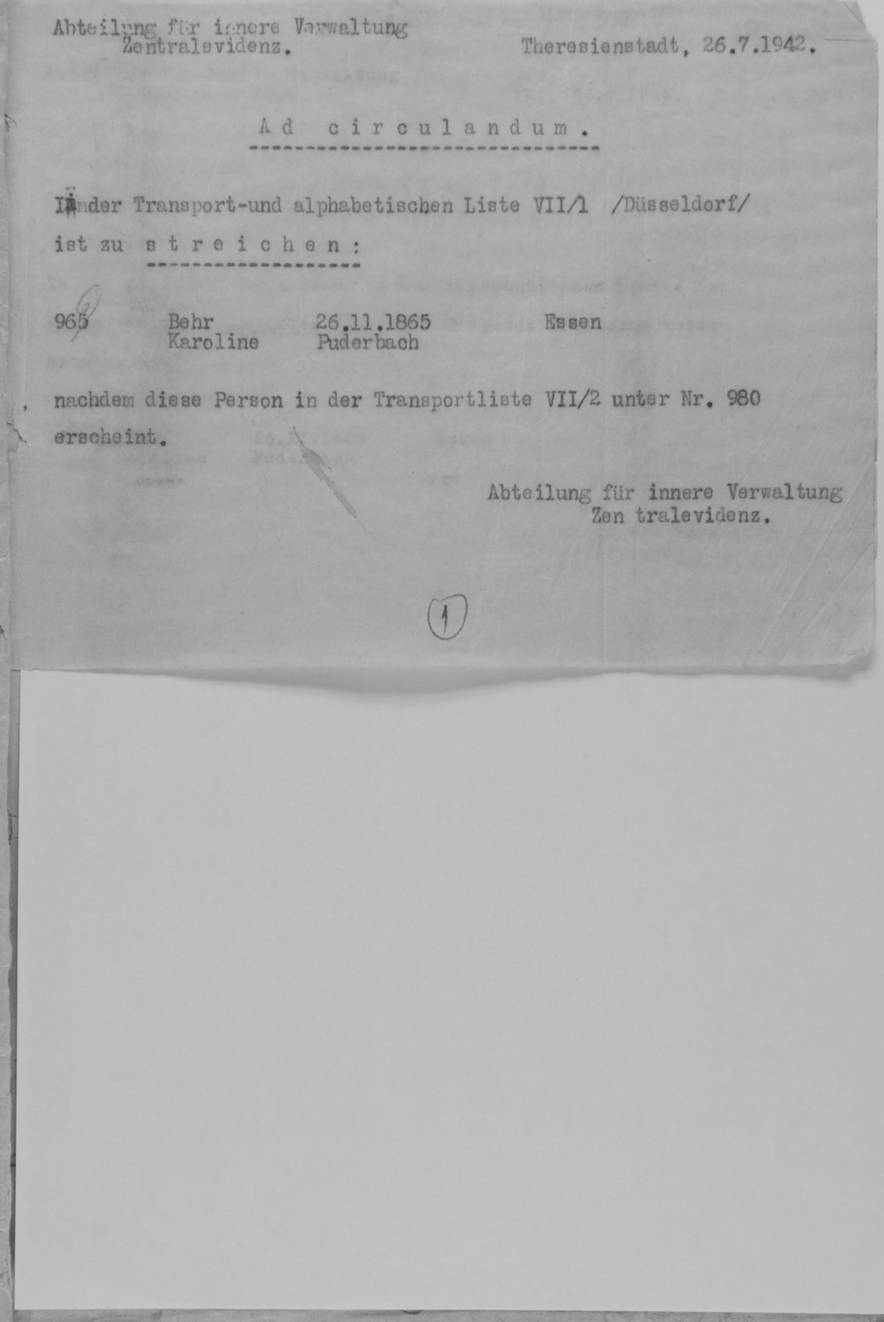 Abteilung für innere Verwaltung
Zentralevidenz.
Theresienstadt, 26.7.1942.
Ad circulandum.
In der Transport-und alphabetischen Liste VII/1 /Düsseldorf/
ist zu streichen:
965 Behr 26.11.1865 Essen
Karoline Puderbach
nachdem diese Person in der Transportliste VII/2 unter Nr. 980
erscheint.
Abteilung für innere Verwaltung
Zen tralevidenz.
1